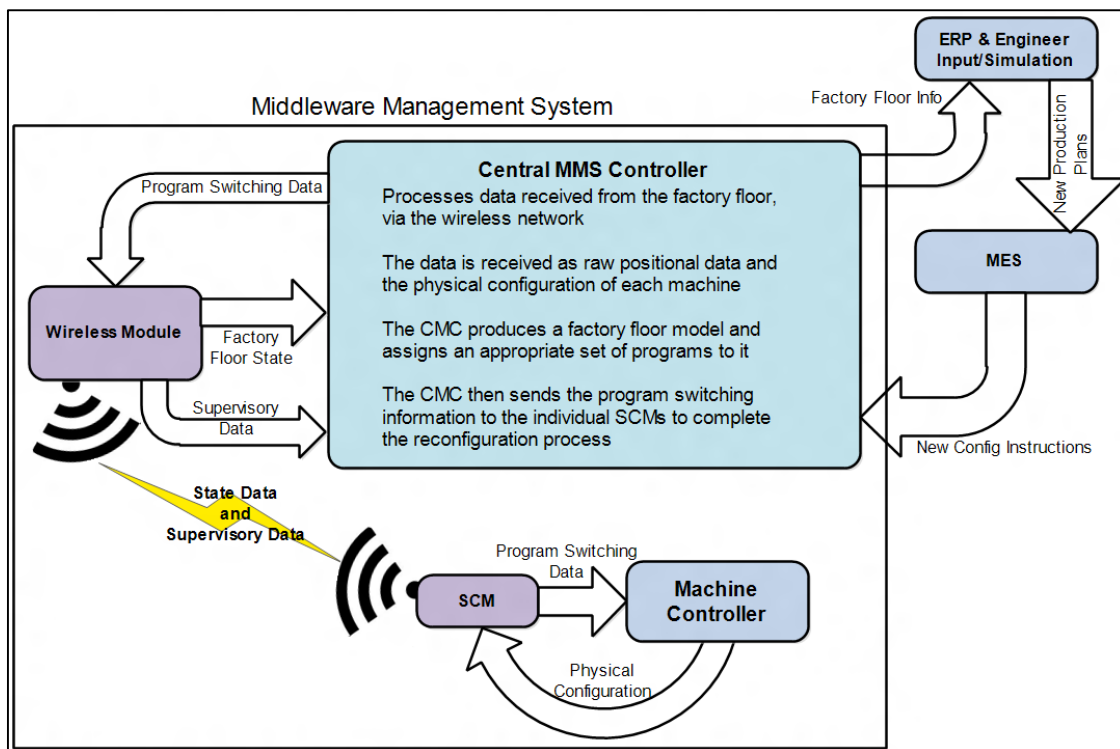 ERP & Engineer
Input/Simulation
Factory Floor Info
New Production
Plans
Middleware Management System
Central MMS Controller
Processes data received from the factory floor,
via the wireless network
The data is received as raw positional data and
the physical configuration of each machine
The CMC produces a factory floor model and
assigns an appropriate set of programs to it
The CMC then sends the program switching
information to the individual SCMs to complete
the reconfiguration process
Program Switching Data
MES
Wireless Module
Factory
Floor State
Supervisory
Data
New Config Instructions
State Data
and
Supervisory Data
Program Switching
Data
SCM
Machine
Controller
Physical
Configuration